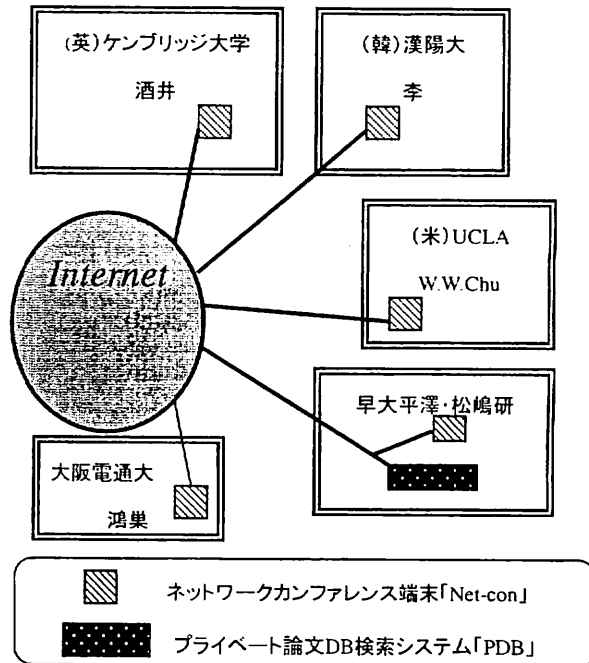 (英)ケンブリッジ大学
酒井
(韓)漢陽大
李
(米)UCLA
W.W.Chu
Internet
早大平澤・松嶋研
大阪電通大
鴻巣
ネットワークカンファレンス端末「Net-con」
プライベート論文DB検索システム「PDB」